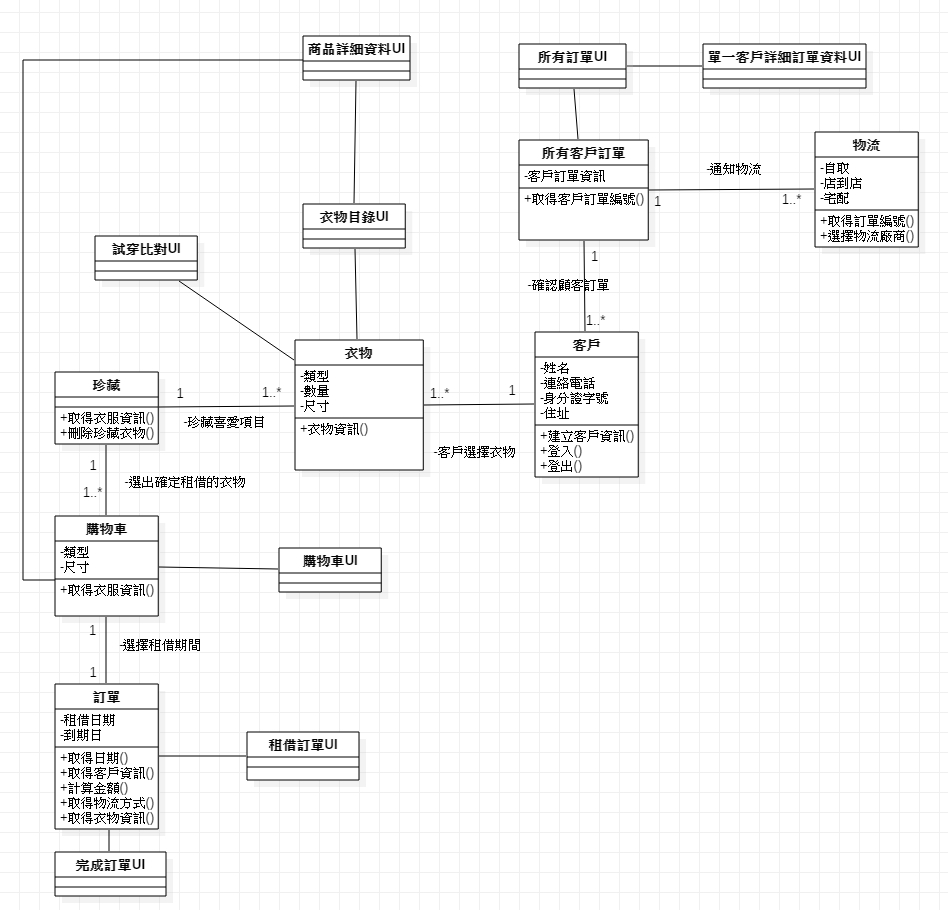 商品詳細資料UI
所有訂單UI
單一客戶詳細訂單資料UI
所有客戶訂單
-客戶訂單資訊
+取得客戶訂單編號()
-通知物流
1
1..*
物流
-自取
-店到店
-宅配
+取得訂單編號()
+選擇物流廠商()
衣物目錄UI
試穿比對UI
1
-確認顧客訂單
1..*
衣物
-類型
-數量
-尺寸
+衣物資訊()
客戶
-姓名
-連絡電話
-身分證字號
-住址
+建立客戶資訊()
+登入()
+登出()
珍藏
+取得衣服資訊()
+刪除珍藏衣物()
1
1..*
-珍藏喜愛項目
1..*
1
-客戶選擇衣物
1
-選出確定租借的衣物
1..*
購物車
-類型
-尺寸
+取得衣服資訊()
購物車UI
1
-選擇租借期間
1
訂單
-租借日期
-到期日
+取得日期()
+取得客戶資訊()
+計算金額()
+取得物流方式()
+取得衣物資訊()
租借訂單UI
完成訂單UI